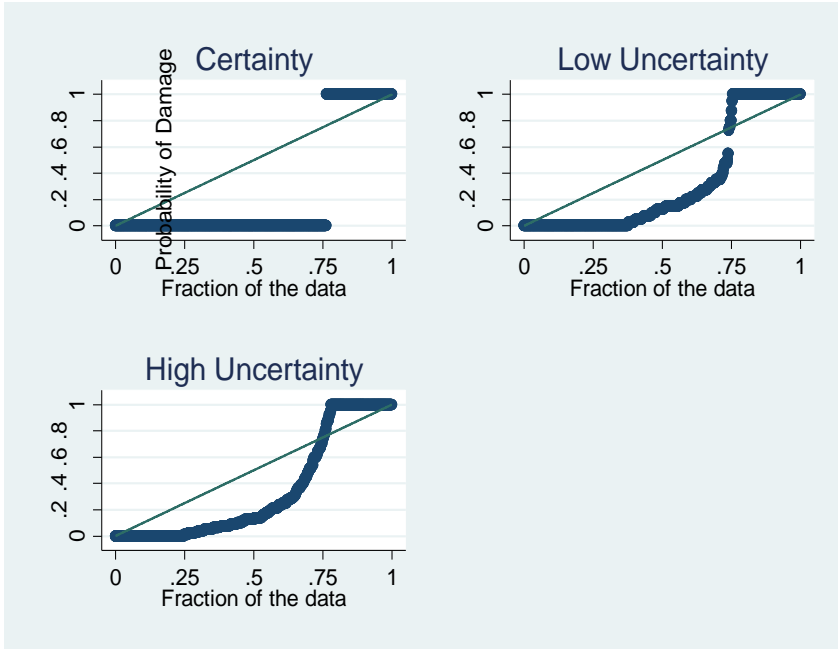 Certainty
Probability of Damage
0 .2 .4 .6 .8 1
0 .25 .5 .75 1
Fraction of the data
Low Uncertainty
0 .2 .4 .6 .8 1
0 .25 .5 .75 1
Fraction of the data
High Uncertainty
0 .2 .4 .6 .8 1
0 .25 .5 .75 1
Fraction of the data